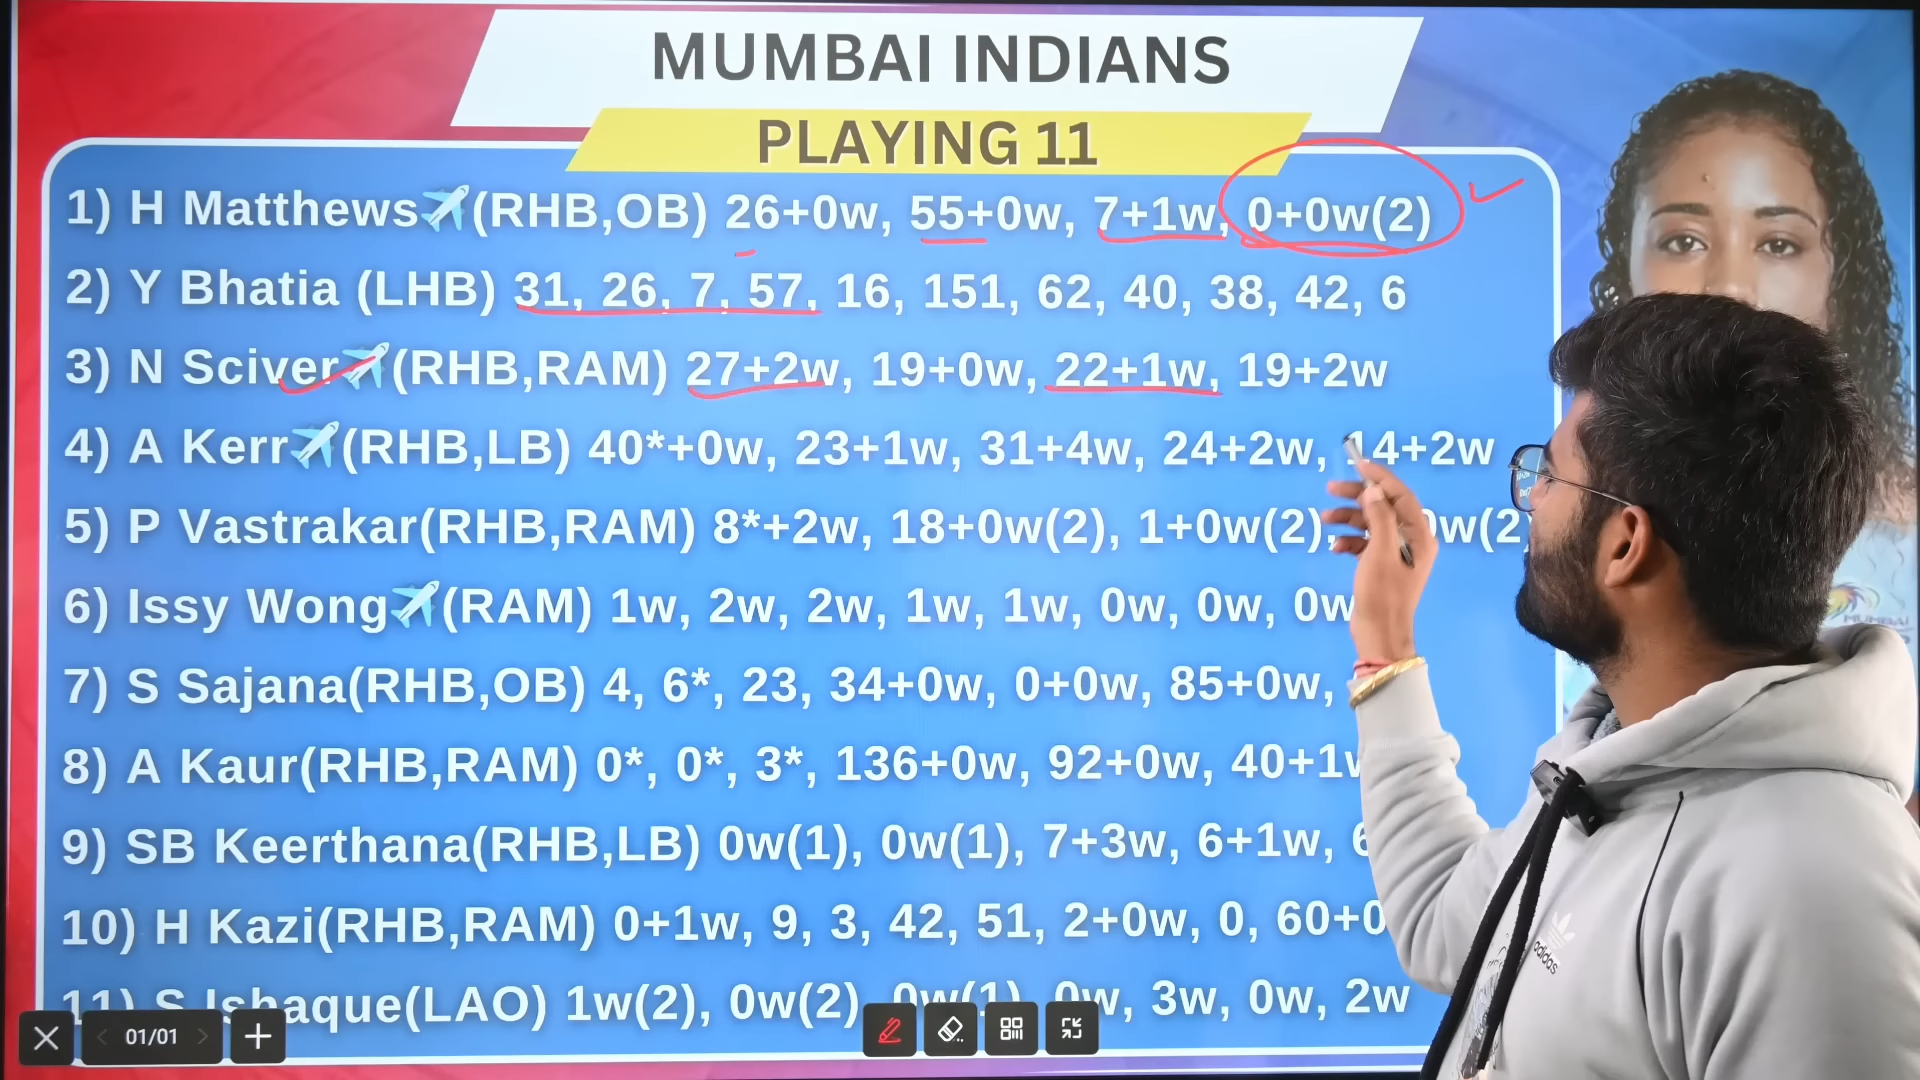 MUMBAI INDIANS
PLAYING 11
1) H Matthews✈️(RHB,OB) 26+0w, 55+0w, 7+1w, 0+0w(2)
2) Y Bhatia (LHB) 31, 26, 7, 57, 16, 151, 62, 40, 38, 42, 6
3) N Sciver✈️(RHB,RAM) 27+2w, 19+0w, 22+1w, 19+2w
4) A Kerr✈️(RHB,LB) 40*+0w, 23+1w, 31+4w, 24+2w, 14+2w
5) P Vastrakar(RHB,RAM) 8*+2w, 18+0w(2), 1+0w(2),
6) Issy Wong✈️(RAM) 1w, 2w, 2w, 1w, 1w, 0w, 0w, 0w
7) S Sajana(RHB,OB) 4, 6*, 23, 34+0w, 0+0w, 85+0w,
8) A Kaur(RHB,RAM) 0*, 0*, 3*, 136+0w, 92+0w, 40+1w
9) SB Keerthana(RHB,LB) 0w(1), 0w(1), 7+3w, 6+1w,
10) H Kazi(RHB,RAM) 0+1w, 9, 3, 42, 51, 2+0w, 0, 60+0
11) S Ishaque(LAO) 1w(2), 0w(2), 0w(1), 0w, 3w, 0w, 2w
01/01
MUMBAI
adidas